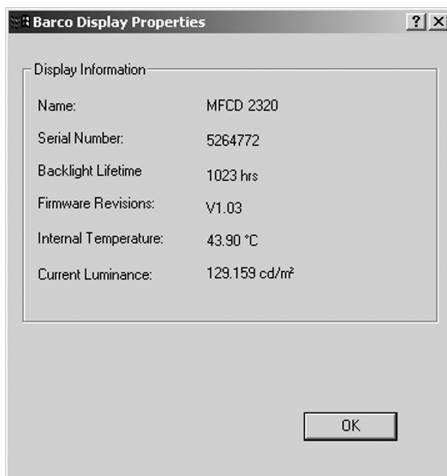 Barco Display Properties
Display Information
Name: MFCD 2320
Serial Number: 5264772
Backlight Lifetime 1023 hrs
Firmware Revisions: V1.03
Internal Temperature: 43.90 °C
Current Luminance: 129.159 cd/m²
OK